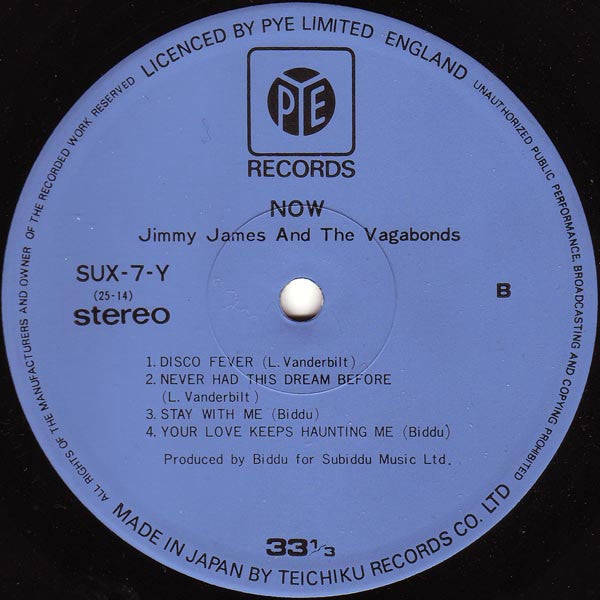 LICENCED BY PYE LIMITED ENGLAND
UNAUTHORIZED PUBLIC PERFORMANCE, BROADCASTING AND COPYING PROHIBITED
ALL RIGHTS OF THE MANUFACTURERS AND OWNER OF THE RECORDED WORK RESERVED
PYE
RECORDS
NOW
Jimmy James And The Vagabonds
SUX-7-Y
(25-14)
stereo
B
1. DISCO FEVER (L. Vanderbilt)
2. NEVER HAD THIS DREAM BEFORE
(L. Vanderbilt)
3. STAY WITH ME (Biddu)
4. YOUR LOVE KEEPS HAUNTING ME (Biddu)
Produced by Biddu for Subiddu Music Ltd.
33 1/3
MADE IN JAPAN BY TEICHIKU RECORDS CO. LTD